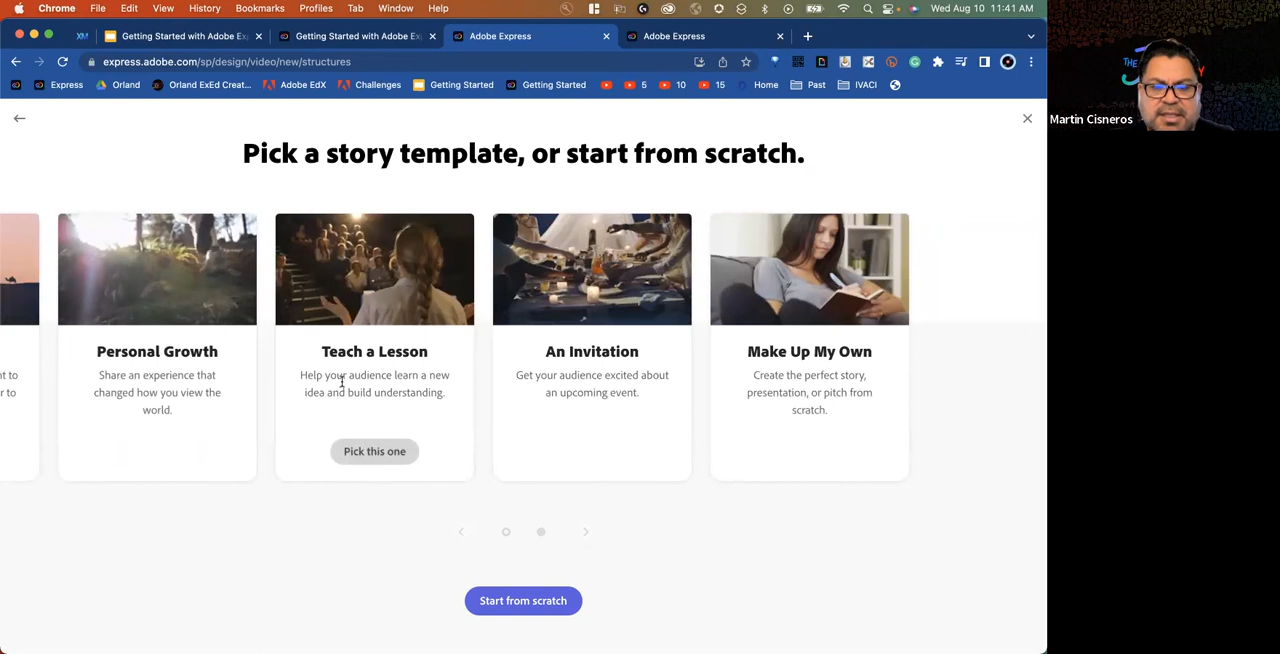 Chrome File Edit View History Bookmarks Profiles Tab Window Help Wed Aug 10 11:41 AM
XM Getting Started with Adobe Ex Getting Started with Adobe Ex Adobe Express Adobe Express
express.adobe.com/sp/design/video/new/structures
Express Orland Orland ExEd Creat... Adobe EdX Challenges Getting Started Getting Started 5 10 15 Home Past IVACI
THE
Y
Martin Cisneros
Pick a story template, or start from scratch.
Personal Growth
Share an experience that
changed how you view the
world.
Teach a Lesson
Help your audience learn a new
idea and build understanding.
Pick this one
An Invitation
Get your audience excited about
an upcoming event.
Make Up My Own
Create the perfect story,
presentation, or pitch from
scratch.
nt to
r to
Start from scratch